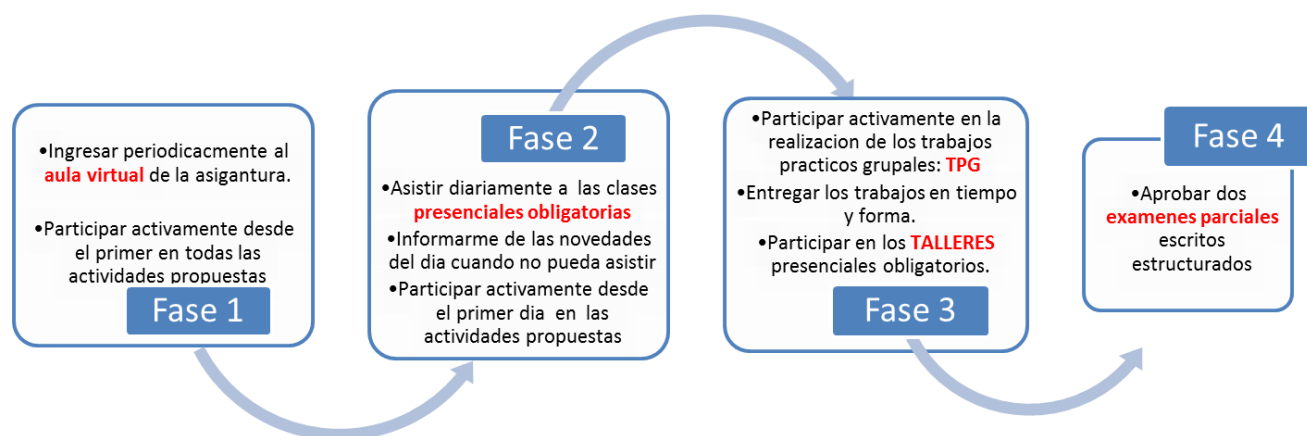 •Ingresar periodicacmente al
aula virtual de la asigantura.
•Participar activamente desde
el primer en todas las
actividades propuestas
Fase 1
Fase 2
•Asistir diariamente a las clases
presenciales obligatorias
•Informarme de las novedades
del dia cuando no pueda asistir
•Participar activamente desde
el primer dia en las
actividades propuestas
•Participar activamente en la
realizacion de los trabajos
practicos grupales: TPG
•Entregar los trabajos en tiempo
y forma.
•Participar en los TALLERES
presenciales obligatorios.
Fase 3
Fase 4
•Aprobar dos
examenes parciales
escritos
estructurados